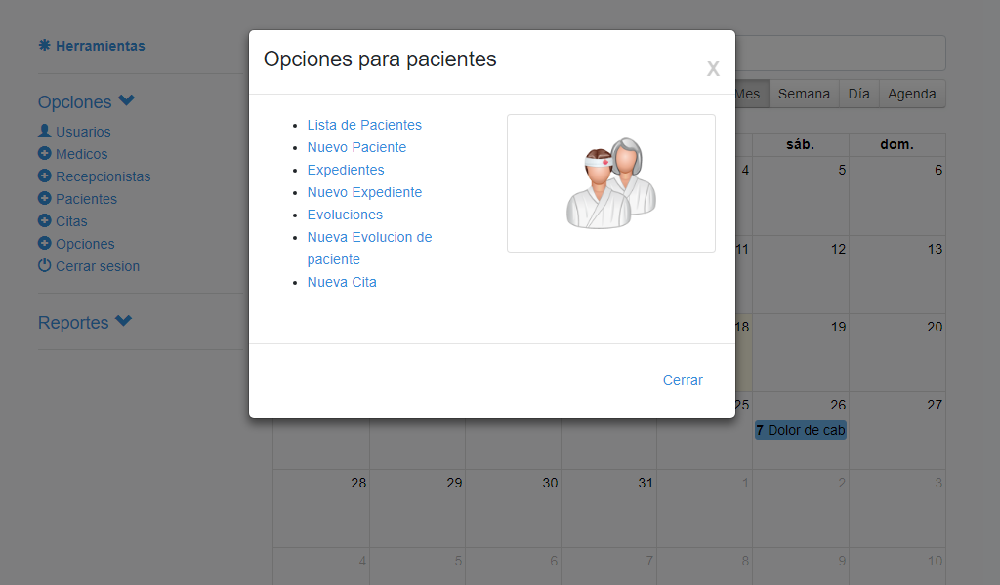 Herramientas
Opciones
Usuarios
Medicos
Recepcionistas
Pacientes
Citas
Opciones
Cerrar sesion
Reportes
Opciones para pacientes
X
Lista de Pacientes
Nuevo Paciente
Expedientes
Nuevo Expediente
Evoluciones
Nueva Evolucion de
paciente
Nueva Cita
Cerrar
Mes Semana Día Agenda
sáb. dom.
4 5 6
11 12 13
18 19 20
25 26 27
7 Dolor de cab
28 29 30 31 1 2 3
4 5 6 7 8 9 10